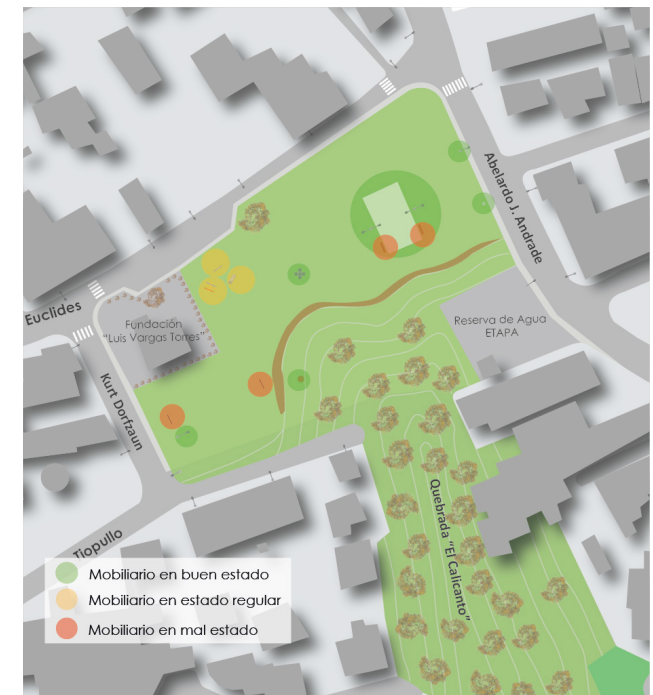 Abelardo J. Andrade
Euclides
Fundación
"Luis Vargas Torres"
Reserva de Agua
ETAPA
Kurt Dorfzaun
Quebrada "El Calicanto"
Tiopullo
Mobiliario en buen estado
Mobiliario en estado regular
Mobiliario en mal estado